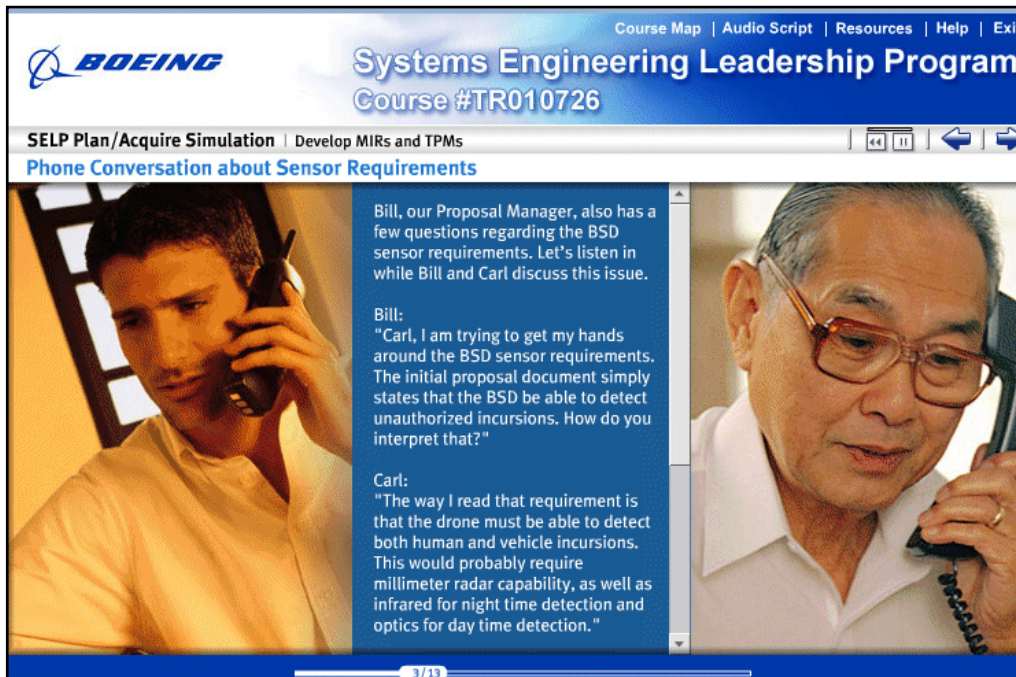 Course Map | Audio Script | Resources | Help | Exi
BOEING
Systems Engineering Leadership Program
Course #TR010726
SELP Plan/Acquire Simulation | Develop MIRs and TPMs
Phone Conversation about Sensor Requirements
Bill, our Proposal Manager, also has a
few questions regarding the BSD
sensor requirements. Let's listen in
while Bill and Carl discuss this issue.
Bill:
"Carl, I am trying to get my hands
around the BSD sensor requirements.
The initial proposal document simply
states that the BSD be able to detect
unauthorized incursions. How do you
interpret that?"
Carl:
"The way I read that requirement is
that the drone must be able to detect
both human and vehicle incursions.
This would probably require
millimeter radar capability, as well as
infrared for night time detection and
optics for day time detection."
3/13